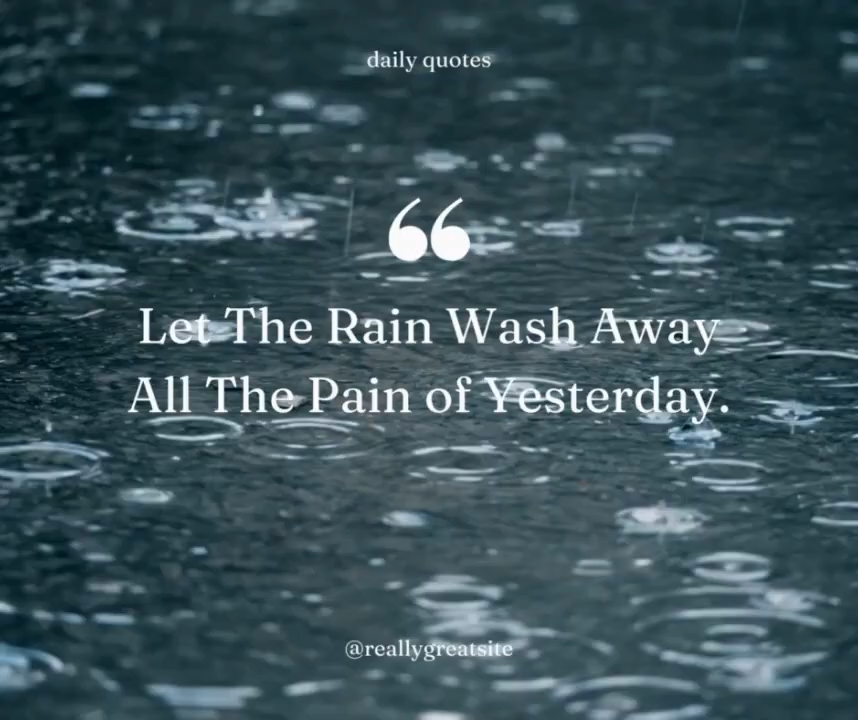 daily quotes
“
Let The Rain Wash Away
All The Pain of Yesterday.
@reallygreatsite